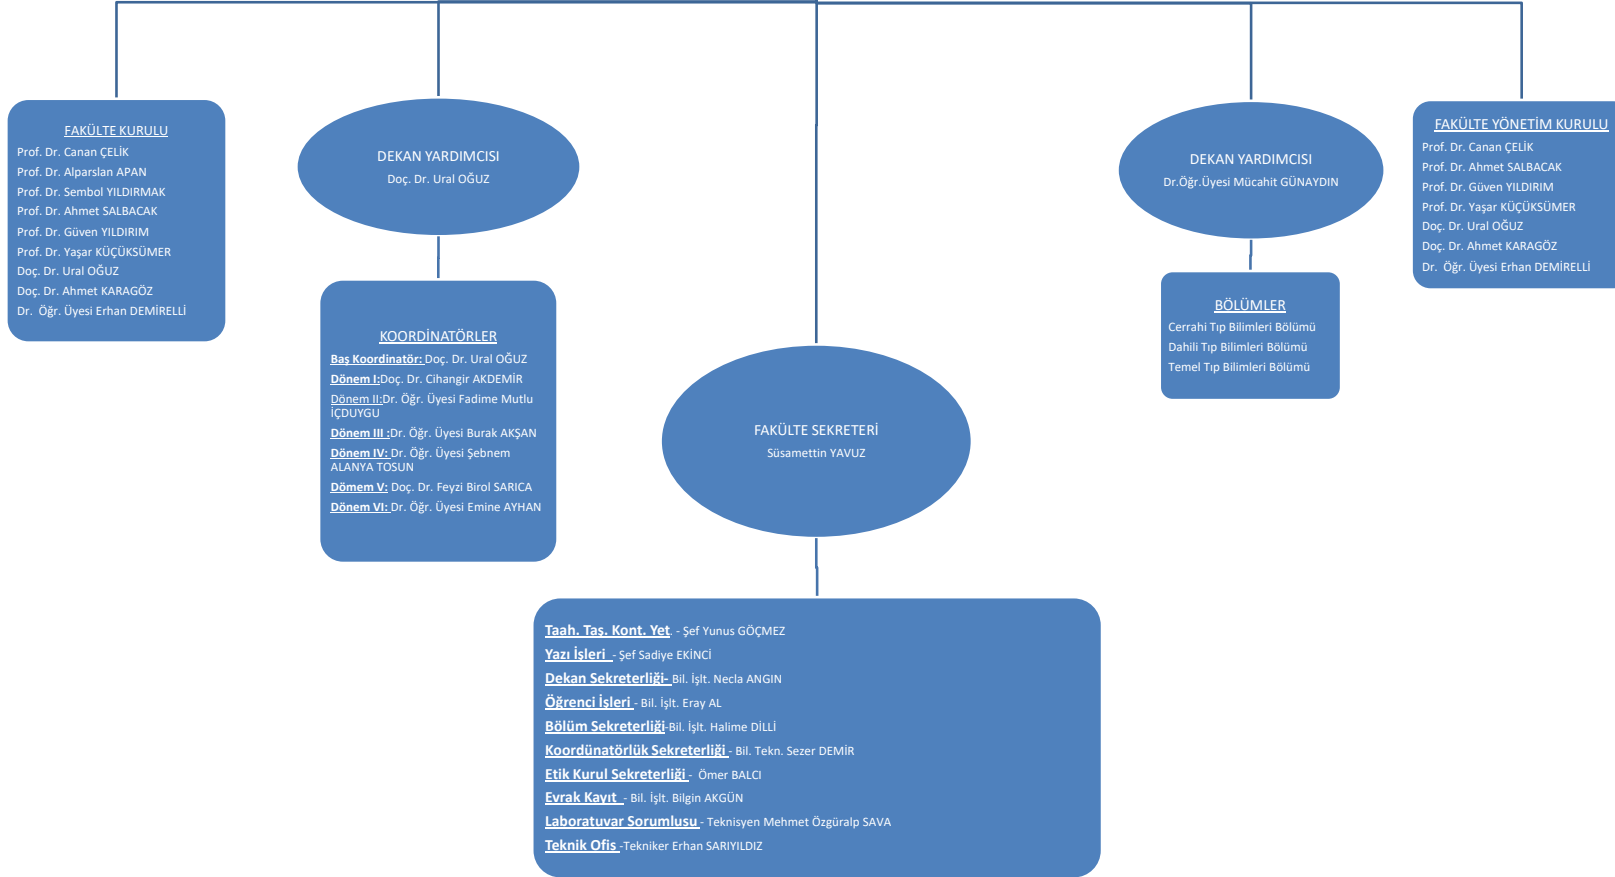 FAKÜLTE KURULU
Prof. Dr. Canan ÇELİK
Prof. Dr. Alparslan APAN
Prof. Dr. Sembol YILDIRMAK
Prof. Dr. Ahmet SALBACAK
Prof. Dr. Güven YILDIRIM
Prof. Dr. Yaşar KÜÇÜKSÜMER
Doç. Dr. Ural OĞUZ
Doç. Dr. Ahmet KARAGÖZ
Dr. Öğr. Üyesi Erhan DEMİRELLİ
DEKAN YARDIMCISI
Doç. Dr. Ural OĞUZ
KOORDİNATÖRLER
Baş Koordinatör: Doç. Dr. Ural OĞUZ
Dönem I:Doç. Dr. Cihangir AKDEMİR
Dönem II:Dr. Öğr. Üyesi Fadime Mutlu
İÇDUYGU
Dönem III :Dr. Öğr. Üyesi Burak AKŞAN
Dönem IV: Dr. Öğr. Üyesi Şebnem
ALANYA TOSUN
Dömem V: Doç. Dr. Feyzi Birol SARICA
Dönem VI: Dr. Öğr. Üyesi Emine AYHAN
FAKÜLTE SEKRETERİ
Süsamettin YAVUZ
Taah. Taş. Kont. Yet. - Şef Yunus GÖÇMEZ
Yazı İşleri - Şef Sadiye EKİNCİ
Dekan Sekreterliği- Bil. İşlt. Necla ANGIN
Öğrenci İşleri - Bil. İşlt. Eray AL
Bölüm Sekreterliği-Bil. İşlt. Halime DİLLİ
Koordünatörlük Sekreterliği - Bil. Tekn. Sezer DEMİR
Etik Kurul Sekreterliği - Ömer BALCI
Evrak Kayıt - Bil. İşlt. Bilgin AKGÜN
Laboratuvar Sorumlusu - Teknisyen Mehmet Özgüralp SAVA
Teknik Ofis -Tekniker Erhan SARIYILDIZ
DEKAN YARDIMCISI
Dr.Öğr.Üyesi Mücahit GÜNAYDIN
BÖLÜMLER
Cerrahi Tıp Bilimleri Bölümü
Dahili Tıp Bilimleri Bölümü
Temel Tıp Bilimleri Bölümü
FAKÜLTE YÖNETİM KURULU
Prof. Dr. Canan ÇELİK
Prof. Dr. Ahmet SALBACAK
Prof. Dr. Güven YILDIRIM
Prof. Dr. Yaşar KÜÇÜKSÜMER
Doç. Dr. Ural OĞUZ
Doç. Dr. Ahmet KARAGÖZ
Dr. Öğr. Üyesi Erhan DEMİRELLİ